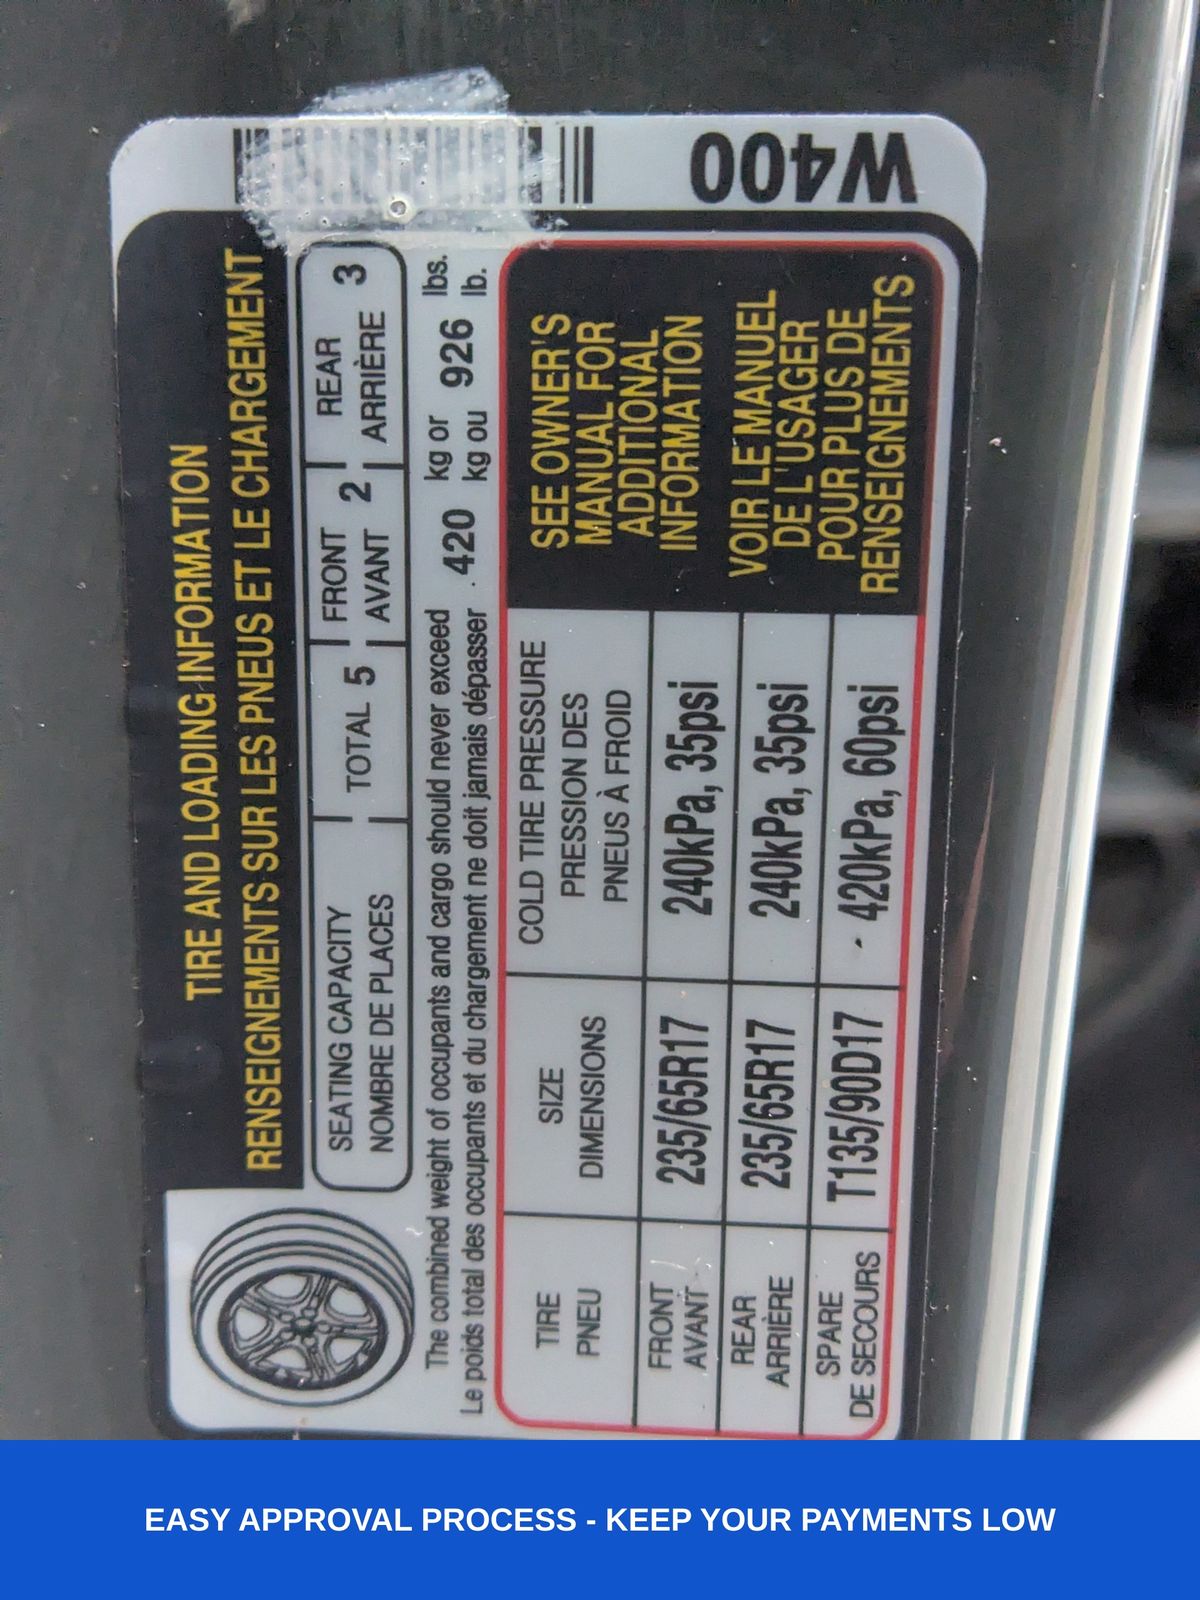 TIRE AND LOADING INFORMATION
RENSEIGNEMENTS SUR LES PNEUS ET LE CHARGEMENT
SEATING CAPACITY
NOMBRE DE PLACES
TOTAL 5
FRONT
AVANT 2
REAR
ARRIÈRE 3
The combined weight of occupants and cargo should never exceed 420 kg or 926 lbs.
Le poids total des occupants et du chargement ne doit jamais dépasser kg ou lb.
TIRE
PNEU
SIZE
DIMENSIONS
COLD TIRE PRESSURE
PRESSION DES
PNEUS À FROID
FRONT
AVANT
235/65R17
240kPa, 35psi
REAR
ARRIÈRE
235/65R17
240kPa, 35psi
SPARE
DE SECOURS
T135/90D17
420kPa, 60psi
SEE OWNER'S
MANUAL FOR
ADDITIONAL
INFORMATION
VOIR LE MANUEL
DE L'USAGER
POUR PLUS DE
RENSEIGNEMENTS
W400
EASY APPROVAL PROCESS - KEEP YOUR PAYMENTS LOW